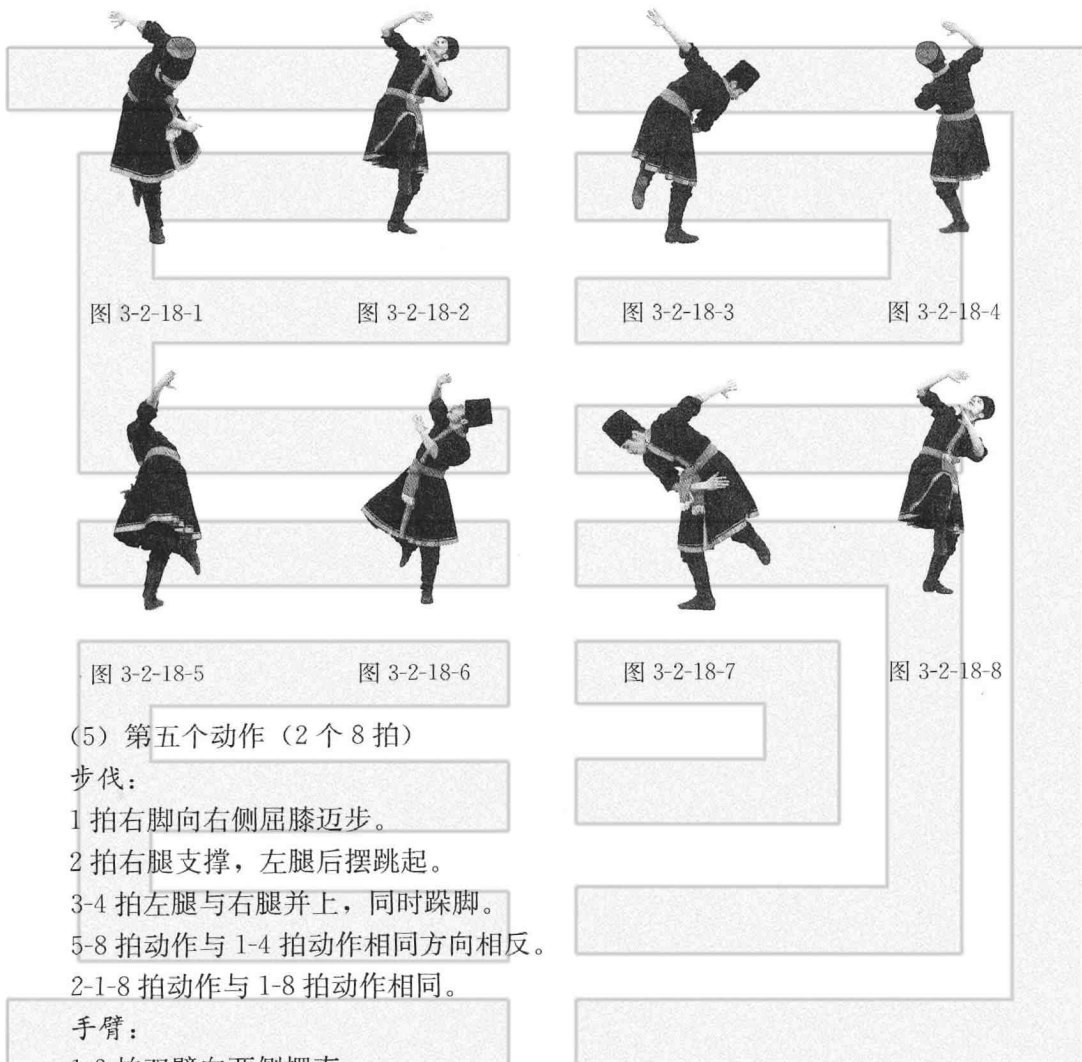 图 3-2-18-1
图 3-2-18-2
图 3-2-18-3
图 3-2-18-4
图 3-2-18-5
图 3-2-18-6
图 3-2-18-7
图 3-2-18-8
(5) 第五个动作（2 个 8 拍）
步伐：
1 拍右脚向右侧屈膝迈步。
2 拍右腿支撑，左腿后摆跳起。
3-4 拍左腿与右腿并上，同时跺脚。
5-8 拍动作与 1-4 拍动作相同方向相反。
2-1-8 拍动作与 1-8 拍动作相同。
手臂：